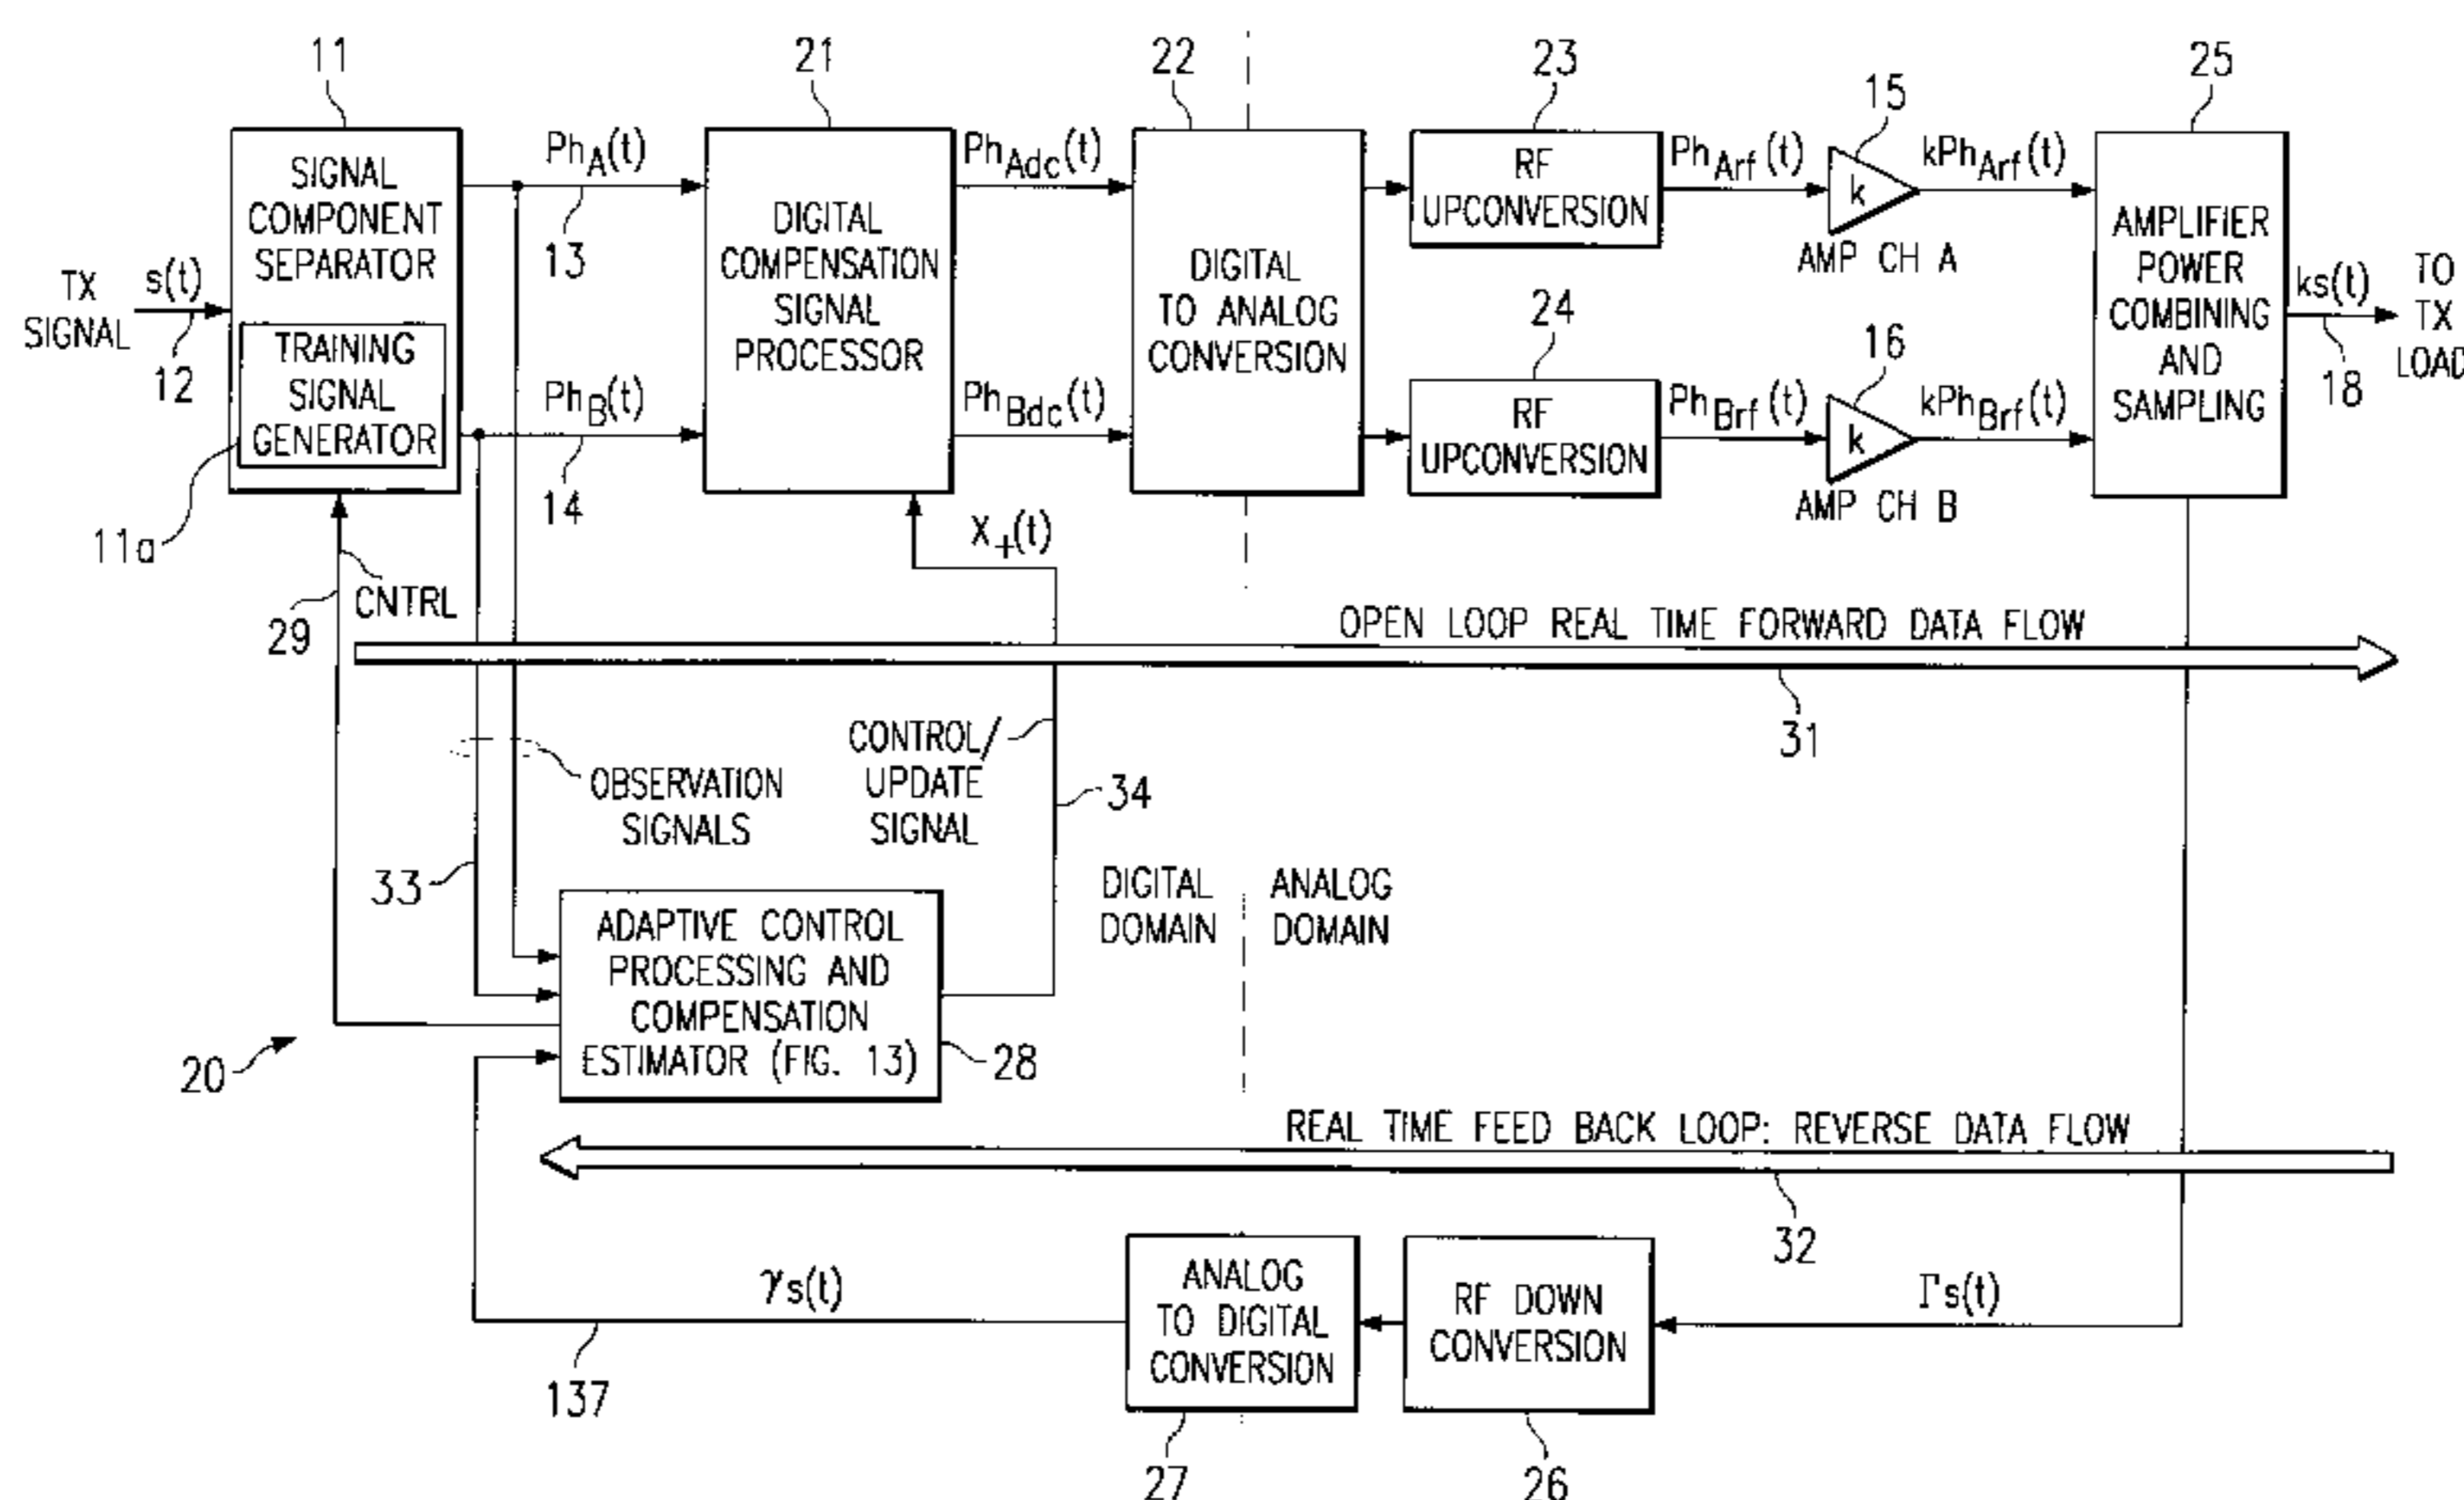 11
21
22
23
15
25
SIGNAL
COMPONENT
SEPARATOR
TRAINING
SIGNAL
GENERATOR
TX
SIGNAL
s(t)
12
11a
PhA(t)
13
PhB(t)
14
DIGITAL
COMPENSATION
SIGNAL
PROCESSOR
PhAdc(t)
PhBdc(t)
DIGITAL
TO ANALOG
CONVERSION
RF
UPCONVERSION
24
RF
UPCONVERSION
PhArf(t)
k
AMP CH A
kPhArf(t)
PhBrf(t)
16
k
AMP CH B
kPhBrf(t)
AMPLIFIER
POWER
COMBINING
AND
SAMPLING
ks(t)
18
TO
TX
LOAD
X+(t)
CNTRL
29
OPEN LOOP REAL TIME FORWARD DATA FLOW
31
OBSERVATION
SIGNALS
CONTROL/
UPDATE
SIGNAL
34
33
DIGITAL
DOMAIN
ANALOG
DOMAIN
ADAPTIVE CONTROL
PROCESSING AND
COMPENSATION
ESTIMATOR (FIG. 13)
28
20
REAL TIME FEED BACK LOOP: REVERSE DATA FLOW
32
γs(t)
137
ANALOG
TO DIGITAL
CONVERSION
27
RF DOWN
CONVERSION
26
Γs(t)